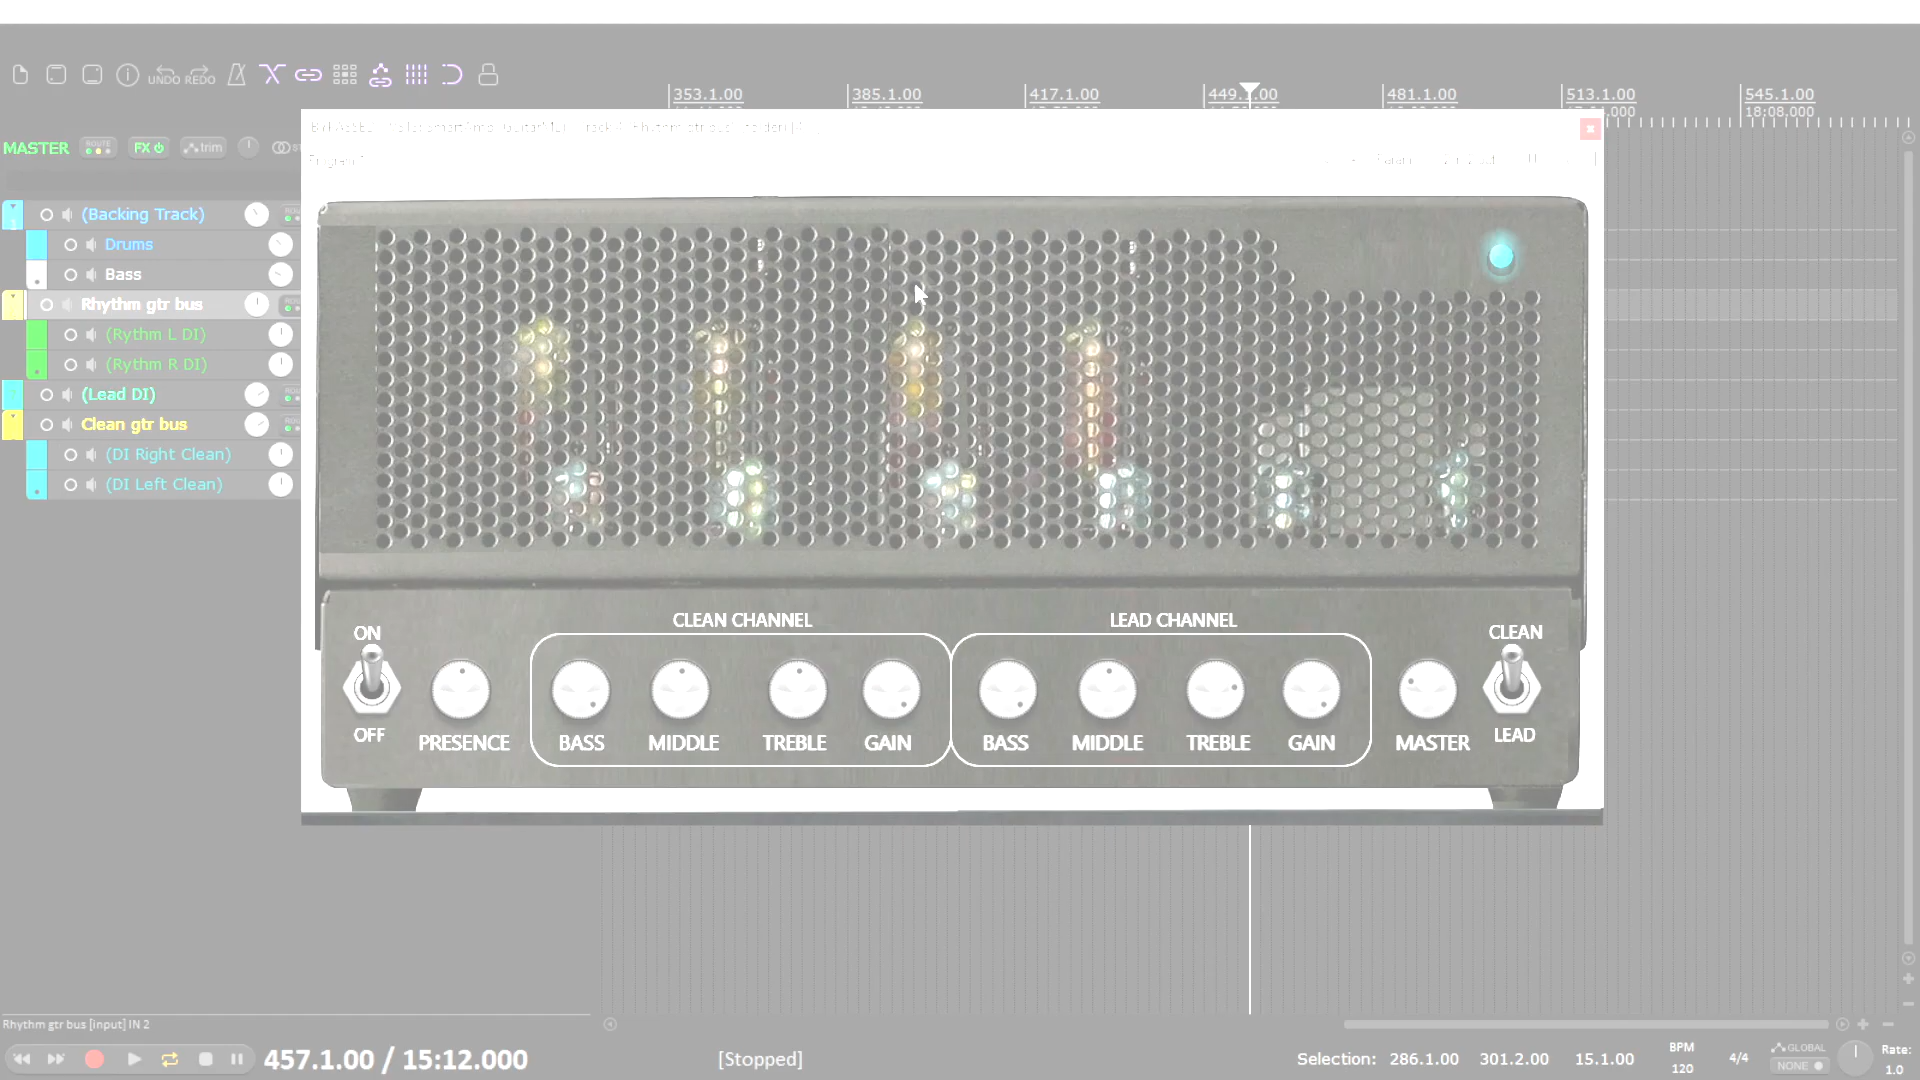 UNDO REDO
353.1.00 385.1.00 417.1.00 449.1.00 481.1.00 513.1.00 545.1.00
18:08.000
MASTER ROUTE FX trim
(Backing Track)
Drums
Bass
Rhythm gtr bus
(Rythm L DI)
(Rythm R DI)
(Lead DI)
Clean gtr bus
(DI Right Clean)
(DI Left Clean)
CLEAN CHANNEL LEAD CHANNEL
ON CLEAN
OFF LEAD
PRESENCE BASS MIDDLE TREBLE GAIN BASS MIDDLE TREBLE GAIN MASTER
Rhythm gtr bus [input] IN 2
457.1.00 / 15:12.000 [Stopped] Selection: 286.1.00 301.2.00 15.1.00 BPM 120 4/4 GLOBAL NONE Rate: 1.0